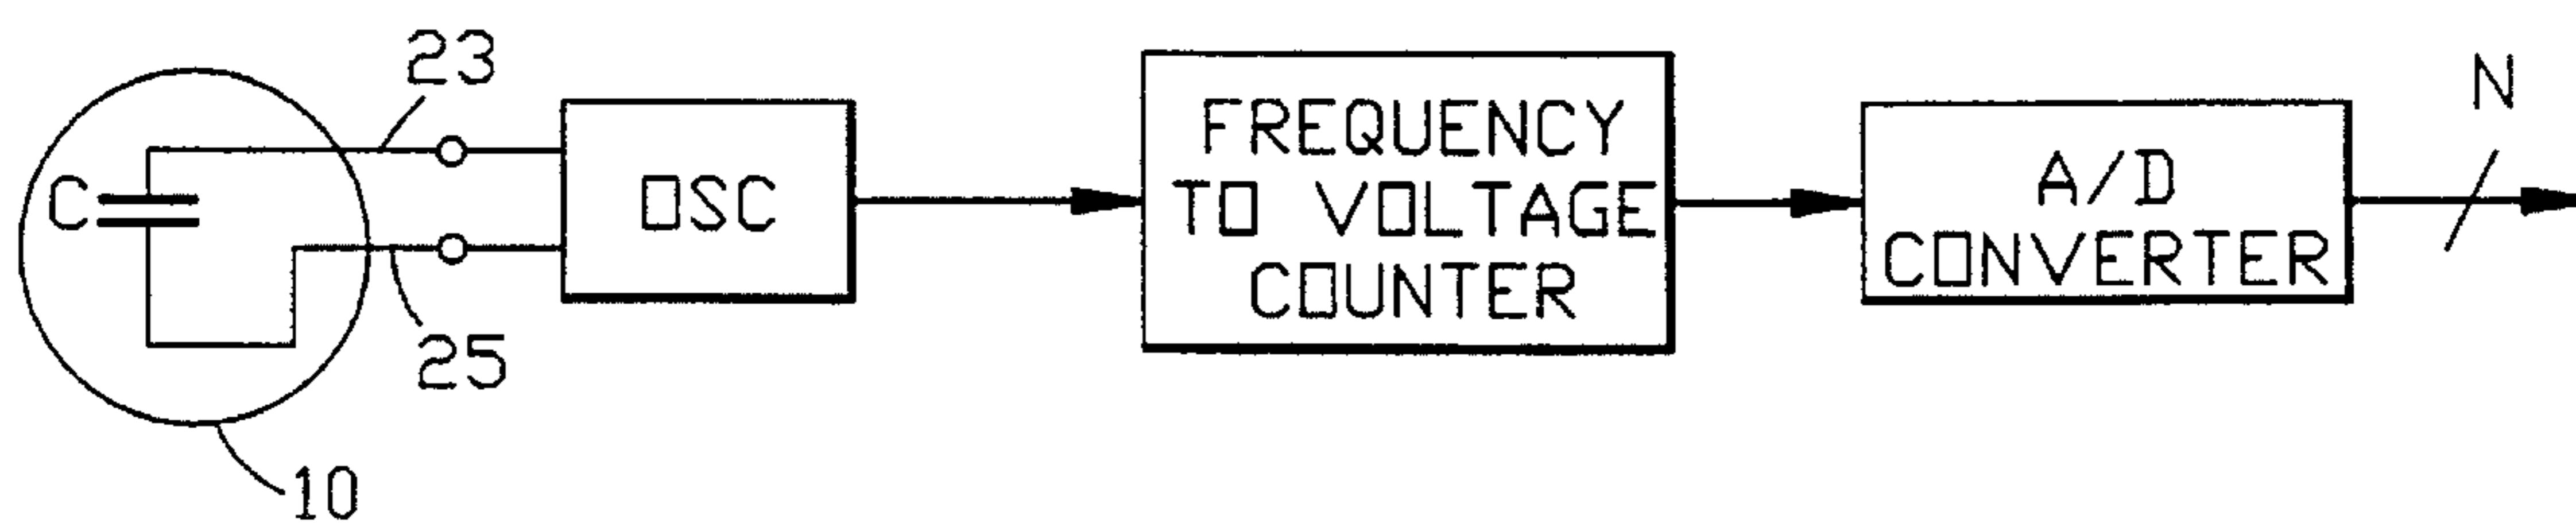 23
C
25
10
OSC
FREQUENCY
TO VOLTAGE
COUNTER
A/D
CONVERTER
N